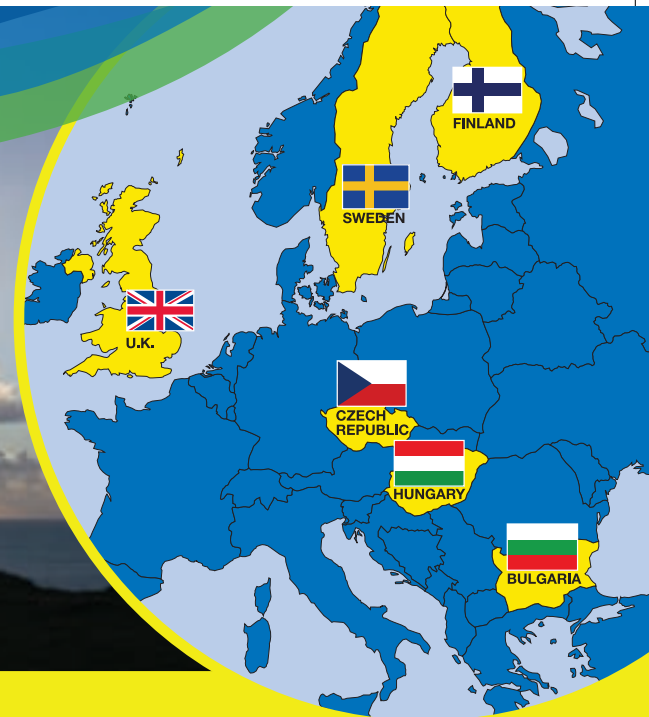 FINLAND
SWEDEN
U.K.
CZECH
REPUBLIC
HUNGARY
BULGARIA